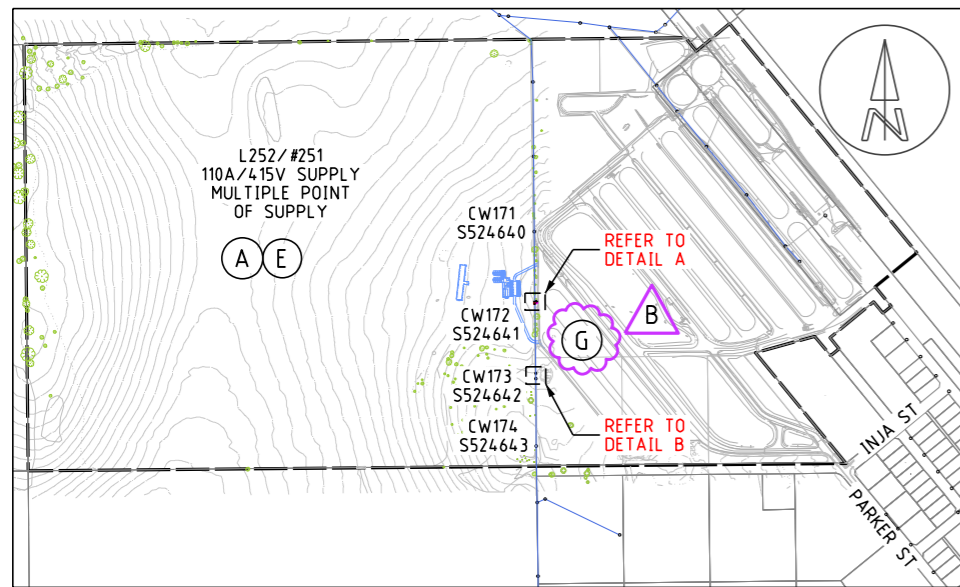 L252/#251
110A/415V SUPPLY
MULTIPLE POINT
OF SUPPLY
A
E
N
CW171
S524640
REFER TO
DETAIL A
CW172
S524641
G
B
CW173
S524642
CW174
S524643
REFER TO
DETAIL B
INJA ST
PARKER ST